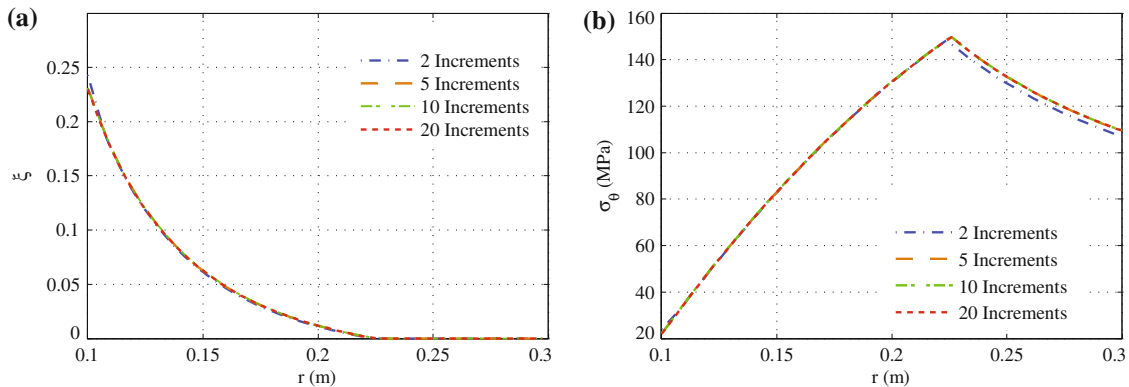 (a)
ξ
0.25
0.2
0.15
0.1
0.05
0
0.1
0.15
0.2
0.25
0.3
r (m)
2 Increments
5 Increments
10 Increments
20 Increments
(b)
σθ (MPa)
160
140
120
100
80
60
40
20
0.1
0.15
0.2
0.25
0.3
r (m)
2 Increments
5 Increments
10 Increments
20 Increments